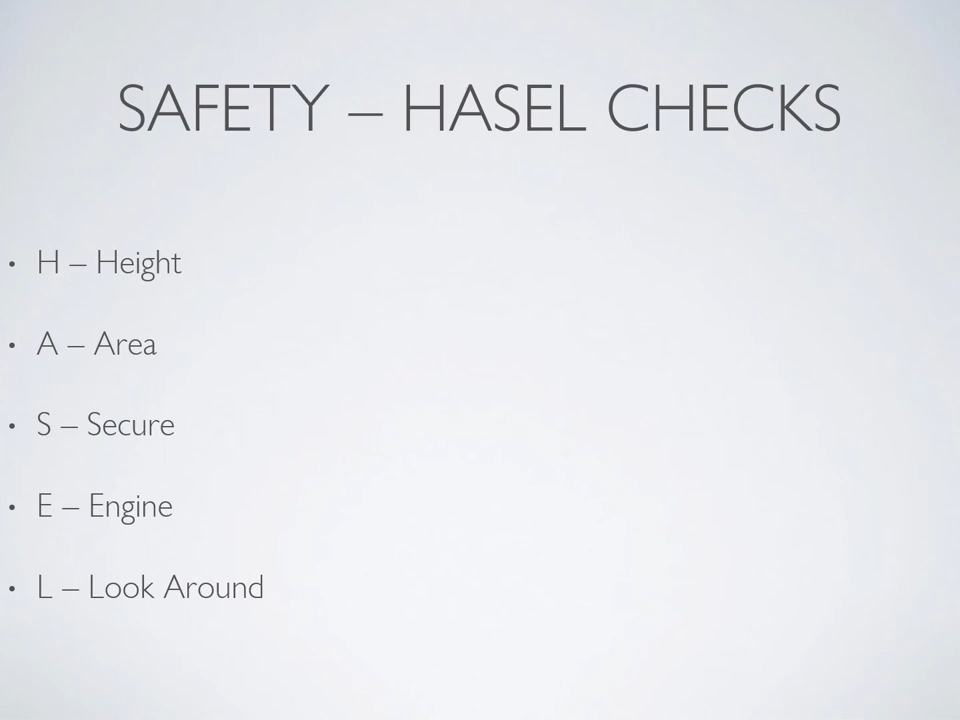 SAFETY – HASEL CHECKS
• H – Height
• A – Area
• S – Secure
• E – Engine
• L – Look Around